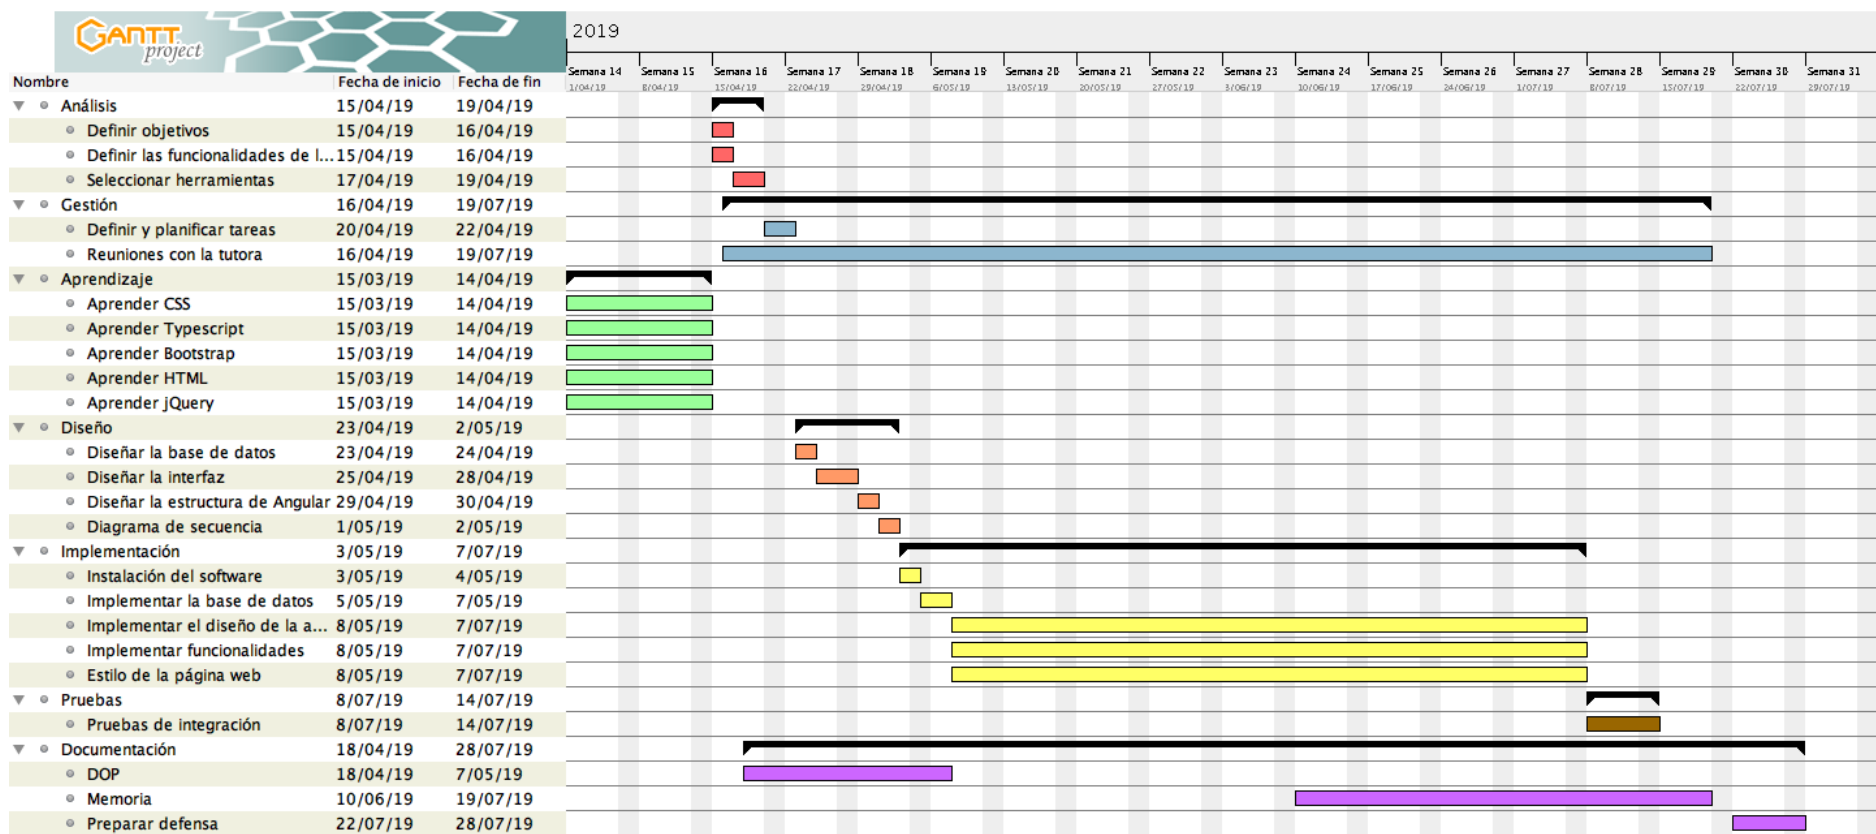 GANTT
project
2019
Semana 14 Semana 15 Semana 16 Semana 17 Semana 18 Semana 19 Semana 20 Semana 21 Semana 22 Semana 23 Semana 24 Semana 25 Semana 26 Semana 27 Semana 28 Semana 29 Semana 30 Semana 31
Nombre Fecha de inicio Fecha de fin
1/04/19 8/04/19 15/04/19 22/04/19 29/04/19 6/05/19 13/05/19 20/05/19 27/05/19 3/06/19 10/06/19 17/06/19 24/06/19 1/07/19 8/07/19 15/07/19 22/07/19 29/07/19
Análisis 15/04/19 19/04/19
Definir objetivos 15/04/19 16/04/19
Definir las funcionalidades de l... 15/04/19 16/04/19
Seleccionar herramientas 17/04/19 19/04/19
Gestión 16/04/19 19/07/19
Definir y planificar tareas 20/04/19 22/04/19
Reuniones con la tutora 16/04/19 19/07/19
Aprendizaje 15/03/19 14/04/19
Aprender CSS 15/03/19 14/04/19
Aprender Typescript 15/03/19 14/04/19
Aprender Bootstrap 15/03/19 14/04/19
Aprender HTML 15/03/19 14/04/19
Aprender jQuery 15/03/19 14/04/19
Diseño 23/04/19 2/05/19
Diseñar la base de datos 23/04/19 24/04/19
Diseñar la interfaz 25/04/19 28/04/19
Diseñar la estructura de Angular 29/04/19 30/04/19
Diagrama de secuencia 1/05/19 2/05/19
Implementación 3/05/19 7/07/19
Instalación del software 3/05/19 4/05/19
Implementar la base de datos 5/05/19 7/05/19
Implementar el diseño de la a... 8/05/19 7/07/19
Implementar funcionalidades 8/05/19 7/07/19
Estilo de la página web 8/05/19 7/07/19
Pruebas 8/07/19 14/07/19
Pruebas de integración 8/07/19 14/07/19
Documentación 18/04/19 28/07/19
DOP 18/04/19 7/05/19
Memoria 10/06/19 19/07/19
Preparar defensa 22/07/19 28/07/19